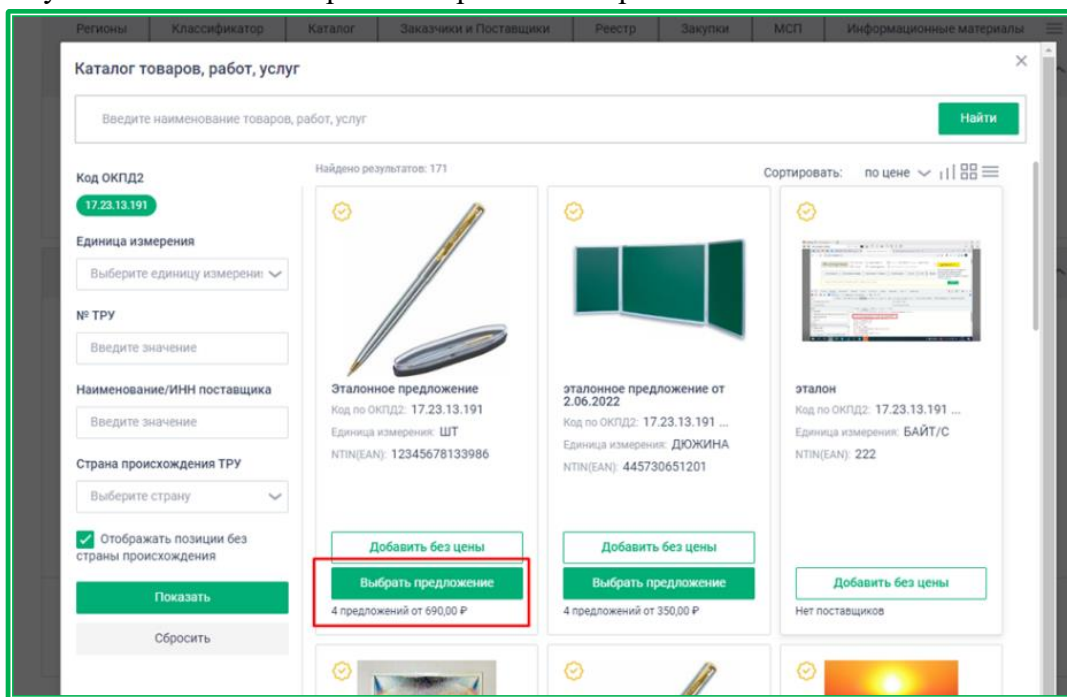 Регионы Классификатор Каталог Заказчики и Поставщики Реестр Закупки МСП Информационные материалы
Каталог товаров, работ, услуг
Введите наименование товаров, работ, услуг
Найти
Код ОКПД2
17.23.13.191
Единица измерения
Выберите единицу измерени
№ ТРУ
Введите значение
Наименование/ИНН поставщика
Введите значение
Страна происхождения ТРУ
Выберите страну
Отображать позиции без
страны происхождения
Показать
Сбросить
Найдено результатов: 171
Сортировать: по цене
Эталонное предложение
Код по ОКПД2: 17.23.13.191
Единица измерения: ШТ
NTIN(EAN): 12345678133986
Добавить без цены
Выбрать предложение
4 предложений от 690,00 ₽
эталонное предложение от
2.06.2022
Код по ОКПД2: 17.23.13.191 ...
Единица измерения: ДЮЖИНА
NTIN(EAN): 445730651201
Добавить без цены
Выбрать предложение
4 предложений от 350,00 ₽
эталон
Код по ОКПД2: 17.23.13.191 ...
Единица измерения: БАЙТ/С
NTIN(EAN): 222
Добавить без цены
Нет поставщиков